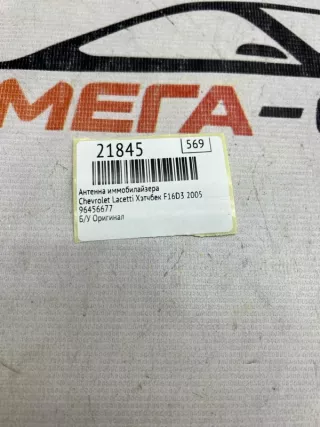 МЕГА-
21845
569
Антенна иммобилайзера
Chevrolet Lacetti Хэтчбек F16D3 2005
96456677
Б/У Оригинал